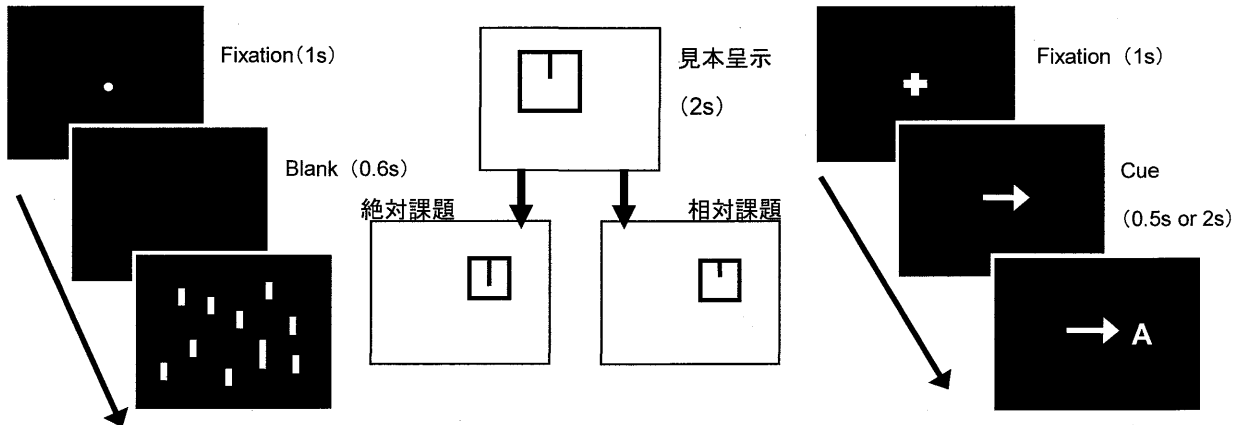 Fixation(1s)
Blank (0.6s)
見本呈示
(2s)
絶対課題
相対課題
Fixation (1s)
Cue
(0.5s or 2s)
A